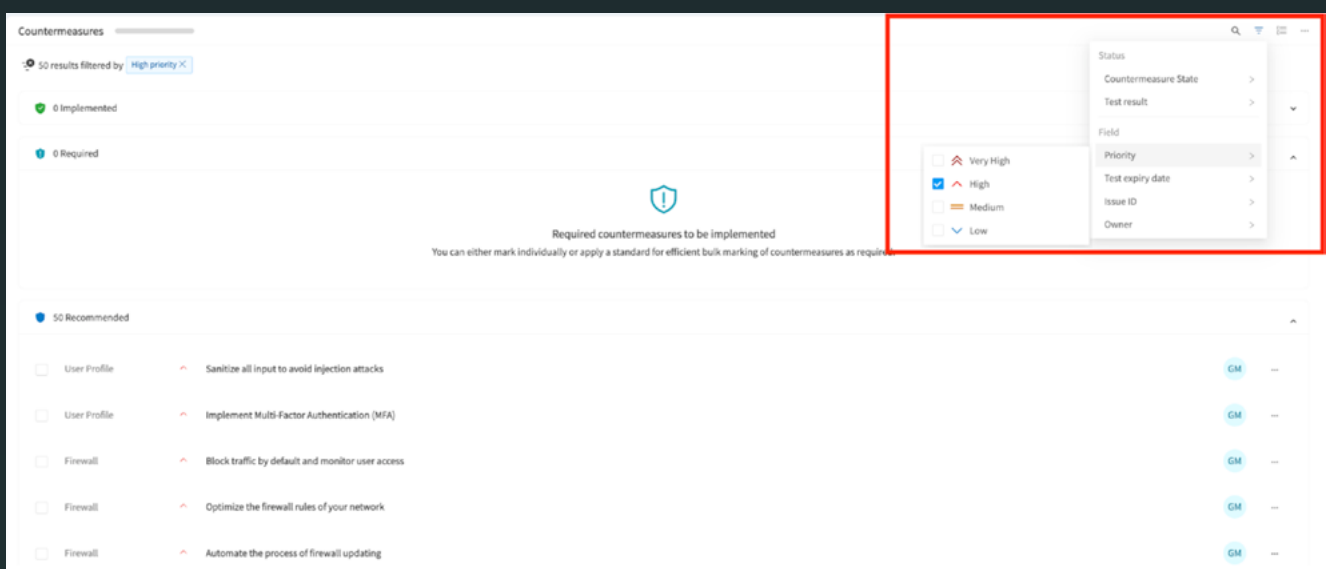 Countermeasures
50 results filtered by High priority ×
0 Implemented
0 Required
Required countermeasures to be implemented
You can either mark individually or apply a standard for efficient bulk marking of countermeasures as required.
Status
Countermeasure State
Test result
Field
Priority
Test expiry date
Issue ID
Owner
Very High
High
Medium
Low
50 Recommended
User Profile Sanitize all input to avoid injection attacks GM
User Profile Implement Multi-Factor Authentication (MFA) GM
Firewall Block traffic by default and monitor user access GM
Firewall Optimize the firewall rules of your network GM
Firewall Automate the process of firewall updating GM